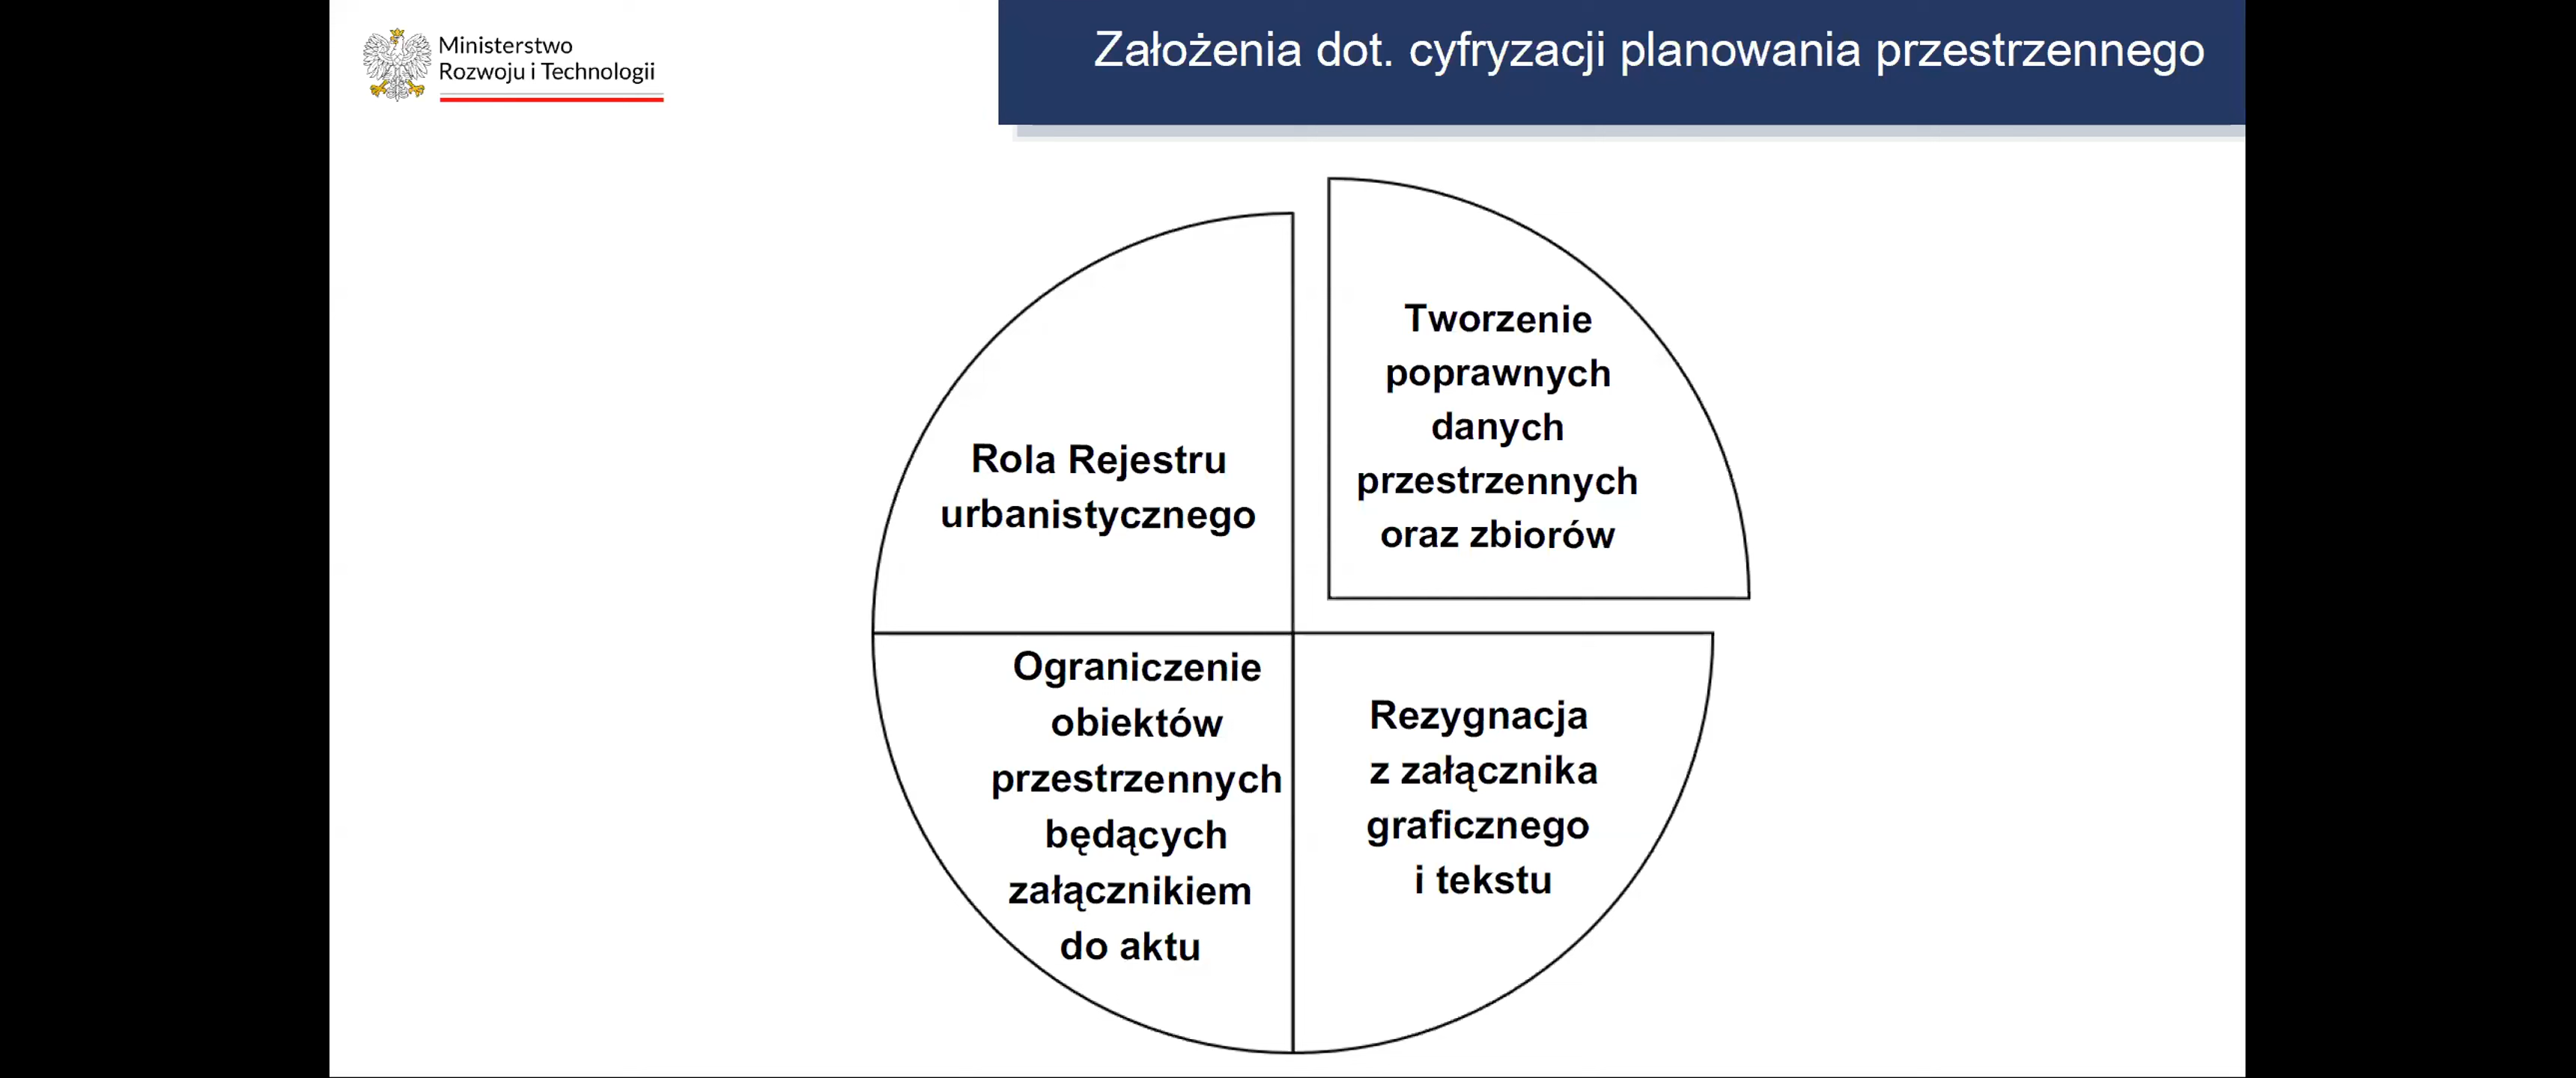 Ministerstwo
Rozwoju i Technologii
Założenia dot. cyfryzacji planowania przestrzennego
Tworzenie
poprawnych
danych
przestrzennych
oraz zbiorów
Rola Rejestru
urbanistycznego
Ograniczenie
obiektów
przestrzennych
będących
załącznikiem
do aktu
Rezygnacja
z załącznika
graficznego
i tekstu